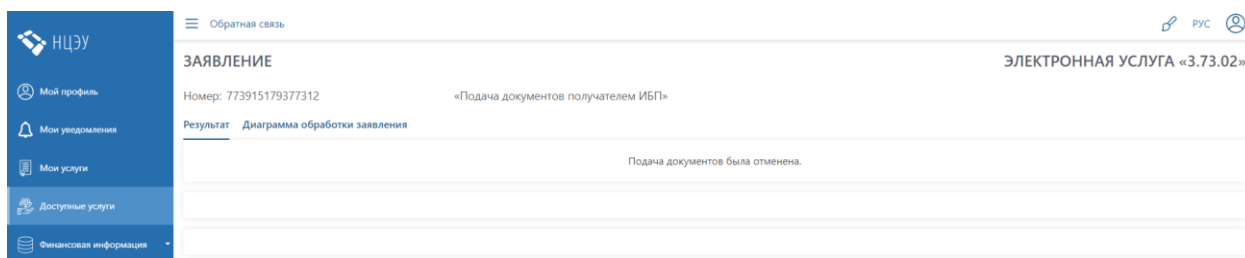 НЦЭУ
Мой профиль
Мои уведомления
Мои услуги
Доступные услуги
Финансовая информация
Обратная связь
РУС
ЗАЯВЛЕНИЕ
ЭЛЕКТРОННАЯ УСЛУГА «3.73.02»
Номер: 773915179377312
«Подача документов получателем ИБП»
Результат Диаграмма обработки заявления
Подача документов была отменена.